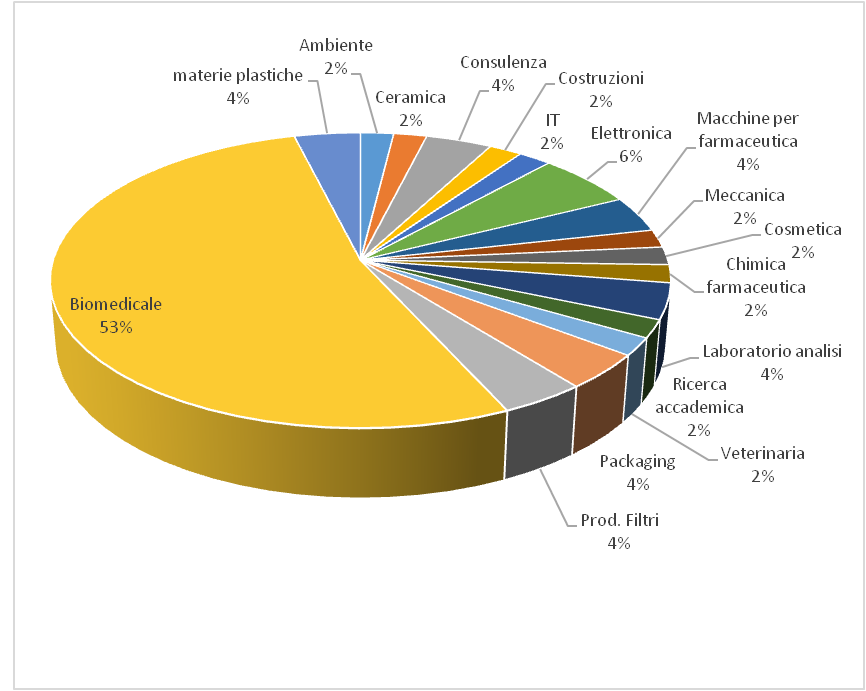 Ambiente
2%
materie plastiche
4%
Ceramica
2%
Consulenza
4%
Costruzioni
2%
IT
2%
Elettronica
6%
Macchine per
farmaceutica
4%
Meccanica
2%
Cosmetica
2%
Chimica
farmaceutica
2%
Laboratorio analisi
4%
Ricerca
accademica
2%
Veterinaria
2%
Packaging
4%
Prod. Filtri
4%
Biomedicale
53%